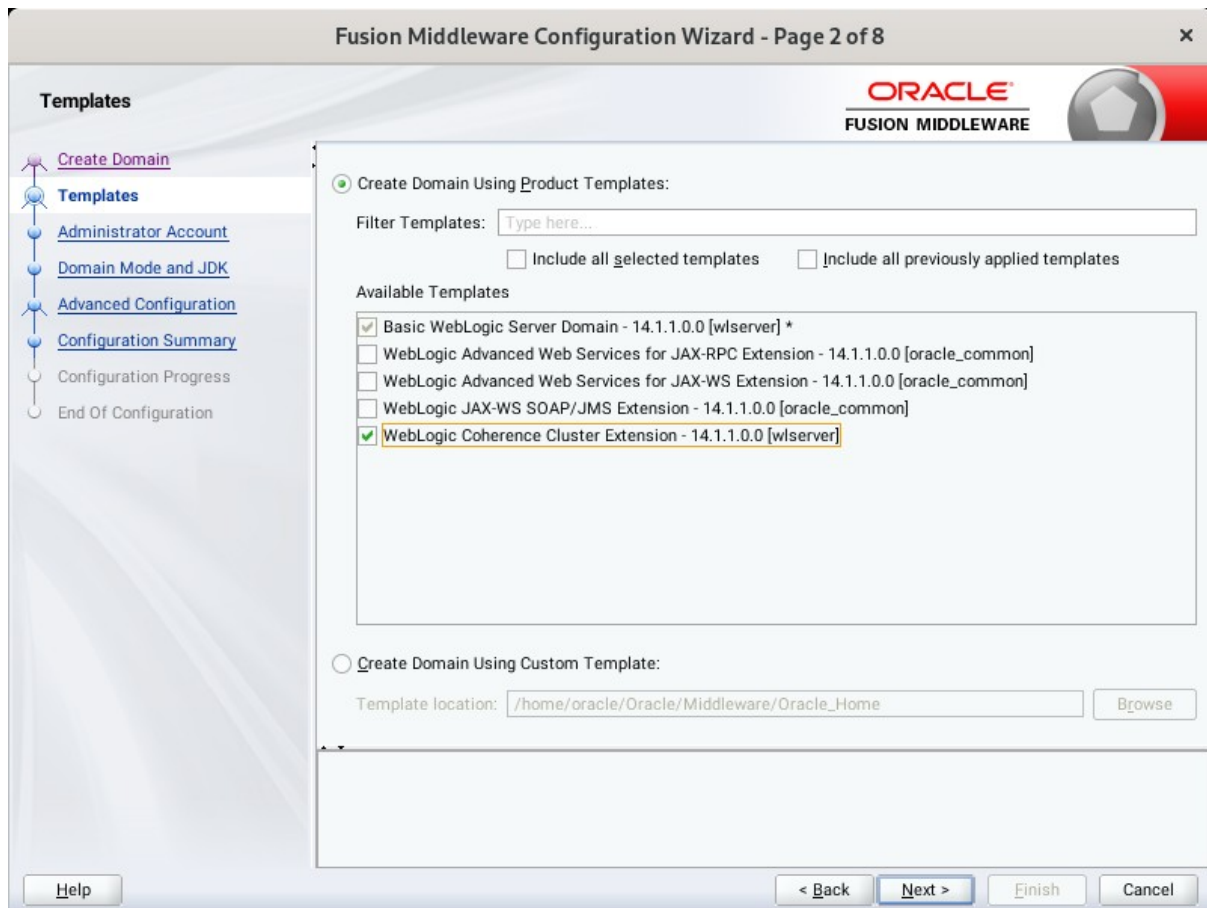 Fusion Middleware Configuration Wizard - Page 2 of 8
Templates
ORACLE
FUSION MIDDLEWARE
Create Domain
Templates
Administrator Account
Domain Mode and JDK
Advanced Configuration
Configuration Summary
Configuration Progress
End Of Configuration
Create Domain Using Product Templates:
Filter Templates: Type here...
Include all selected templates Include all previously applied templates
Available Templates
Basic WebLogic Server Domain - 14.1.1.0.0 [wlserver] *
WebLogic Advanced Web Services for JAX-RPC Extension - 14.1.1.0.0 [oracle_common]
WebLogic Advanced Web Services for JAX-WS Extension - 14.1.1.0.0 [oracle_common]
WebLogic JAX-WS SOAP/JMS Extension - 14.1.1.0.0 [oracle_common]
WebLogic Coherence Cluster Extension - 14.1.1.0.0 [wlserver]
Create Domain Using Custom Template:
Template location: /home/oracle/Oracle/Middleware/Oracle_Home Browse
Help < Back Next > Finish Cancel